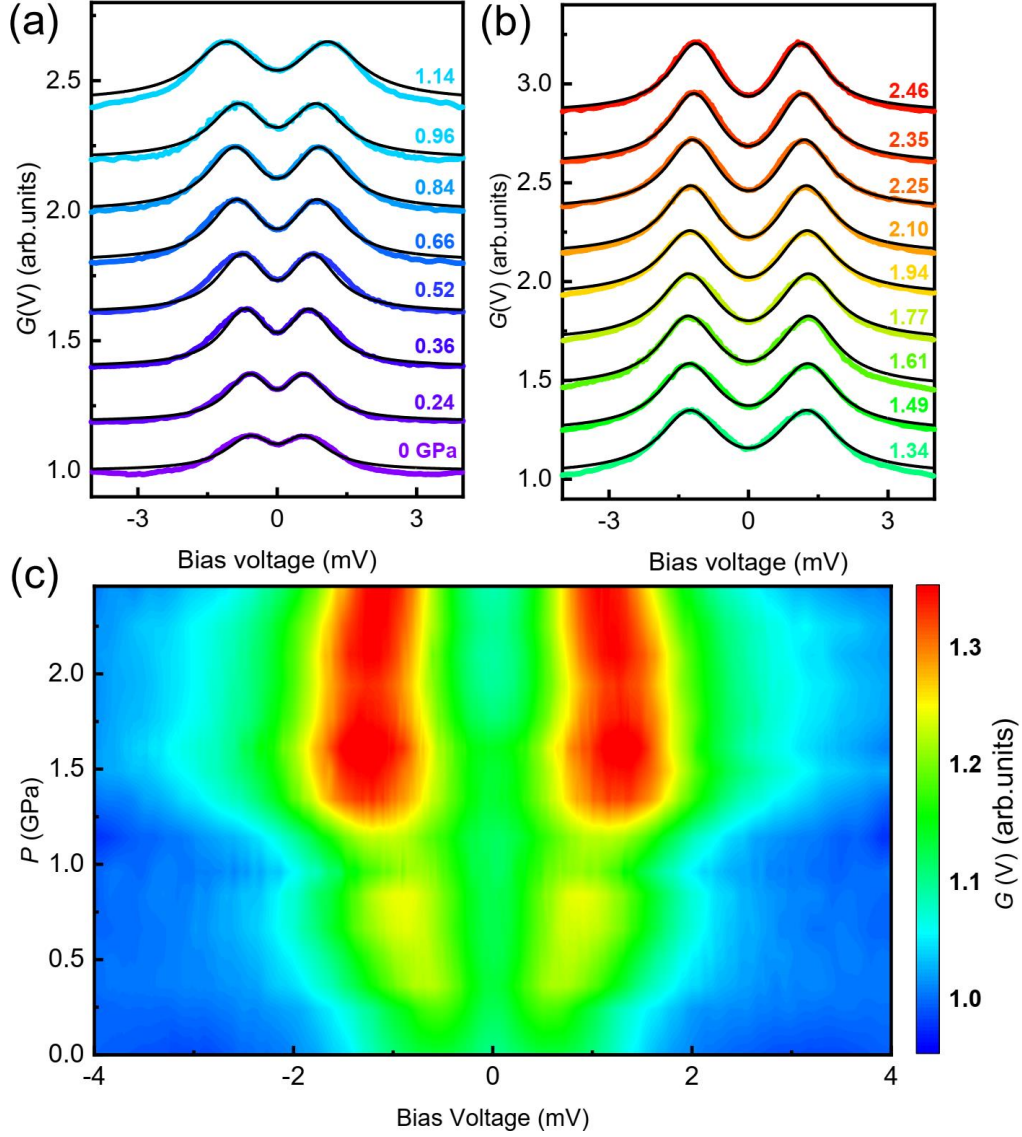 (a)
G(V) (arb.units)
2.5
2.0
1.5
1.0
1.14
0.96
0.84
0.66
0.52
0.36
0.24
0 GPa
-3 0 3
Bias voltage (mV)
(b)
G(V) (arb.units)
3.0
2.5
2.0
1.5
1.0
2.46
2.35
2.25
2.10
1.94
1.77
1.61
1.49
1.34
-3 0 3
Bias voltage (mV)
(c)
P (GPa)
2.0
1.5
1.0
0.5
0.0
-4 -2 0 2 4
Bias Voltage (mV)
1.3
1.2
1.1
1.0
G (V) (arb.units)